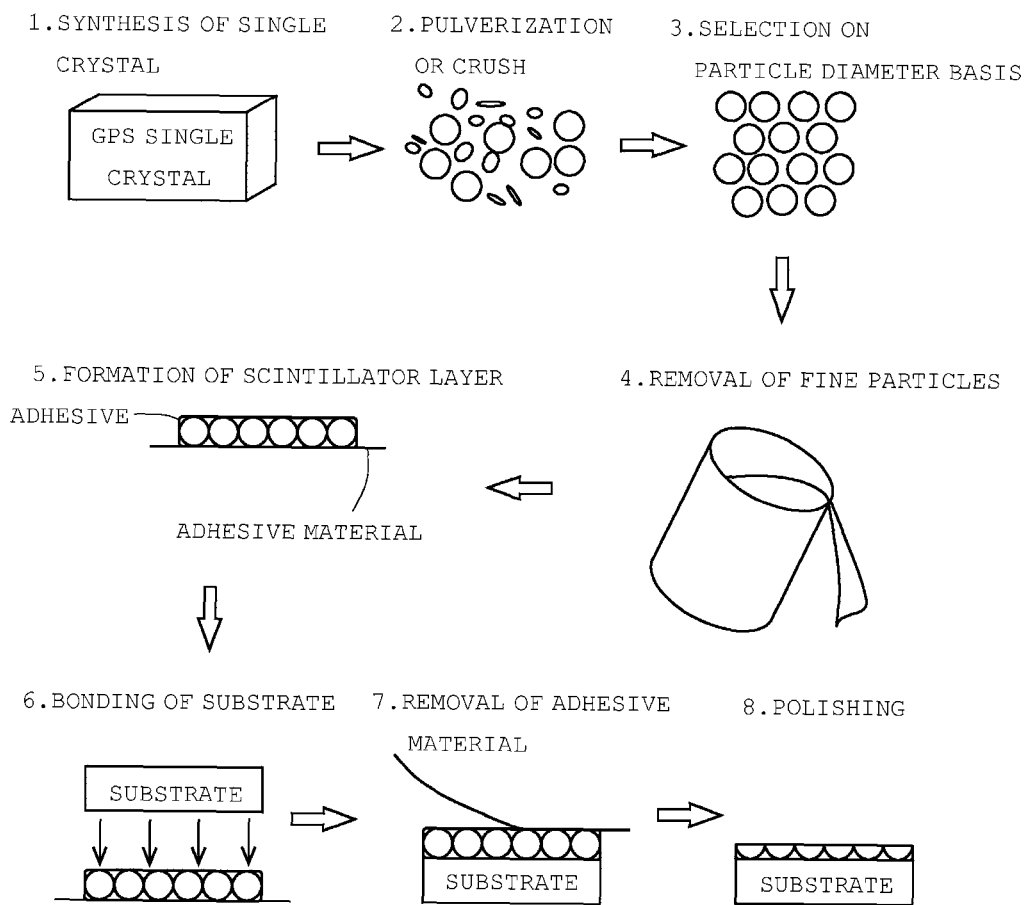 1.SYNTHESIS OF SINGLE
CRYSTAL
GPS SINGLE
CRYSTAL
2.PULVERIZATION
OR CRUSH
3.SELECTION ON
PARTICLE DIAMETER BASIS
4.REMOVAL OF FINE PARTICLES
5.FORMATION OF SCINTILLATOR LAYER
ADHESIVE
ADHESIVE MATERIAL
6.BONDING OF SUBSTRATE
SUBSTRATE
7.REMOVAL OF ADHESIVE
MATERIAL
SUBSTRATE
8.POLISHING
SUBSTRATE